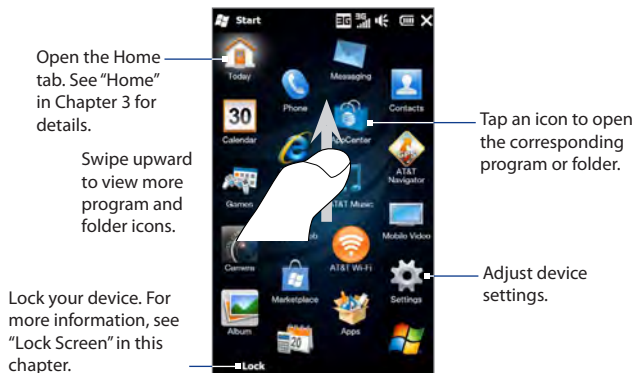 Start
3G
3G
Open the Home
tab. See “Home”
in Chapter 3 for
details.
Today
Messaging
Phone
Contacts
30
Calendar
AppCenter
Tap an icon to open
the corresponding
program or folder.
AT&T
Navigator
Swipe upward
to view more
program and
folder icons.
Games
AT&T Music
Mobile Video
Camera
AT&T Wi-Fi
Settings
Adjust device
settings.
Marketplace
Album
Apps
20
Lock your device. For
more information, see
“Lock Screen” in this
chapter.
Lock